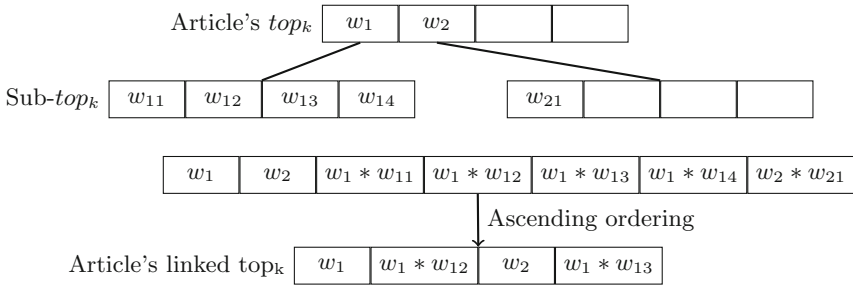 Article's top_k w_1 w_2
Sub-top_k w_11 w_12 w_13 w_14 w_21
w_1 w_2 w_1 * w_11 w_1 * w_12 w_1 * w_13 w_1 * w_14 w_2 * w_21
Ascending ordering
Article's linked top_k w_1 w_1 * w_12 w_2 w_1 * w_13